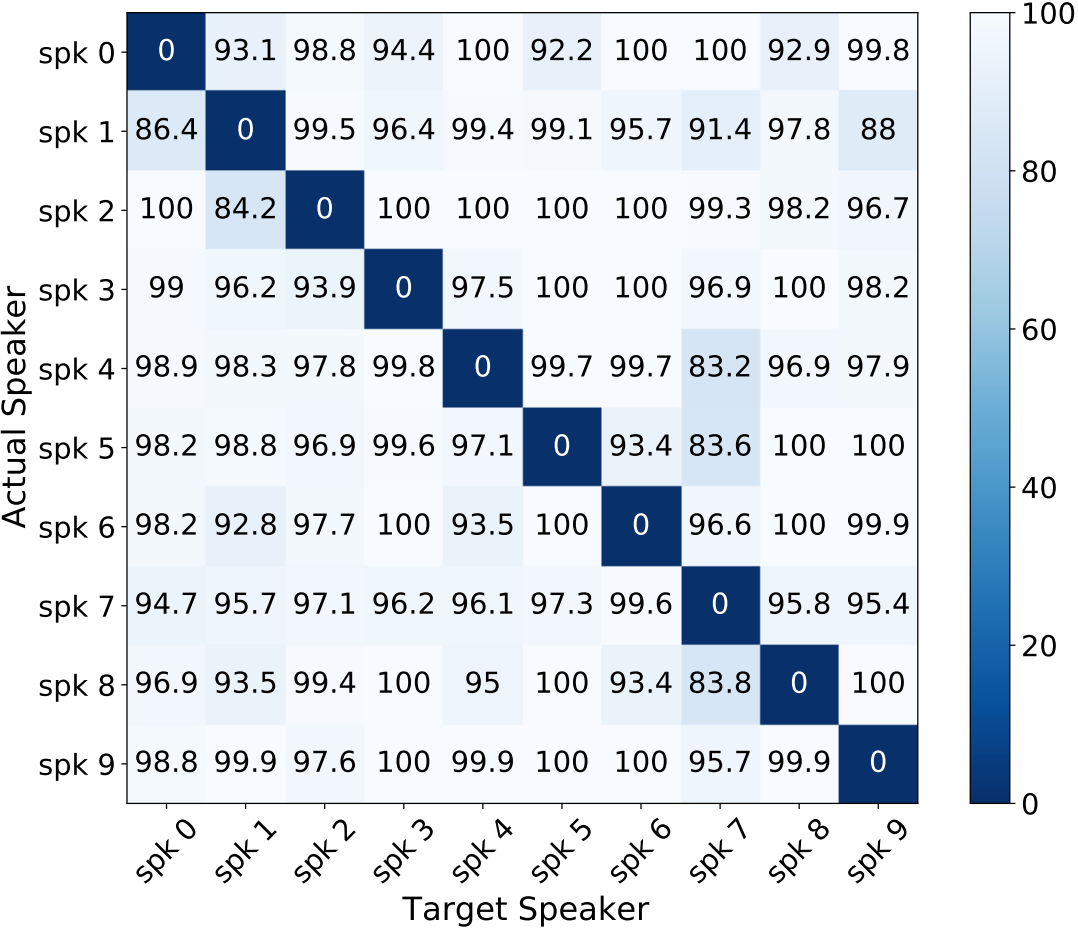 spk 0 0 93.1 98.8 94.4 100 92.2 100 100 92.9 99.8
spk 1 86.4 0 99.5 96.4 99.4 99.1 95.7 91.4 97.8 88
spk 2 100 84.2 0 100 100 100 100 99.3 98.2 96.7
spk 3 99 96.2 93.9 0 97.5 100 100 96.9 100 98.2
spk 4 98.9 98.3 97.8 99.8 0 99.7 99.7 83.2 96.9 97.9
spk 5 98.2 98.8 96.9 99.6 97.1 0 93.4 83.6 100 100
spk 6 98.2 92.8 97.7 100 93.5 100 0 96.6 100 99.9
spk 7 94.7 95.7 97.1 96.2 96.1 97.3 99.6 0 95.8 95.4
spk 8 96.9 93.5 99.4 100 95 100 93.4 83.8 0 100
spk 9 98.8 99.9 97.6 100 99.9 100 100 95.7 99.9 0
spk 0 spk 1 spk 2 spk 3 spk 4 spk 5 spk 6 spk 7 spk 8 spk 9
Target Speaker
Actual Speaker
100
80
60
40
20
0